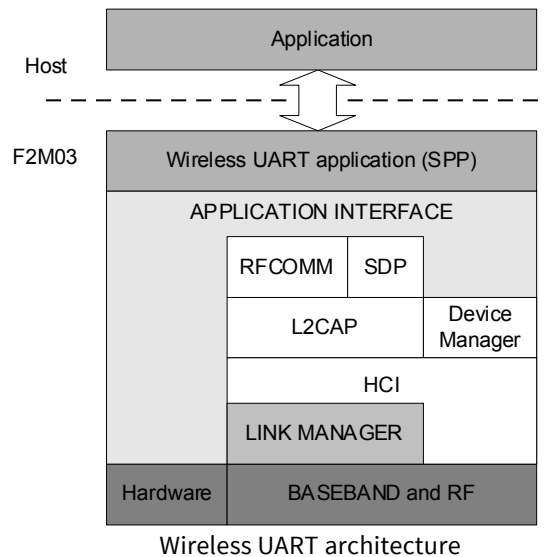 Application
Host
F2M03
Wireless UART application (SPP)
APPLICATION INTERFACE
RFCOMM
SDP
L2CAP
Device
Manager
HCI
LINK MANAGER
Hardware
BASEBAND and RF
Wireless UART architecture